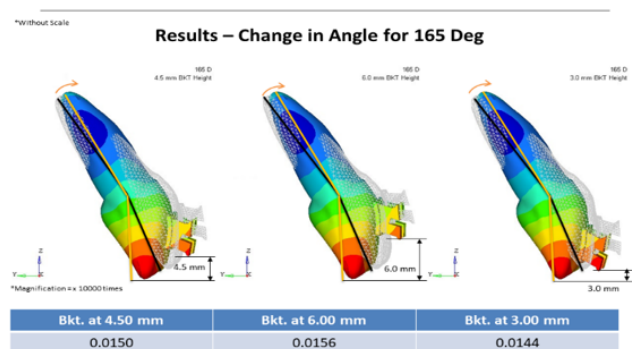 *Without Scale
Results – Change in Angle for 165 Deg
165 D
4.5 mm BKT Height
165 D
6.0 mm BKT Height
165 D
3.0 mm BKT Height
Z
Y
4.5 mm
Z
Y
6.0 mm
Z
Y
3.0 mm
*Magnification = x 10000 times
Bkt. at 4.50 mm Bkt. at 6.00 mm Bkt. at 3.00 mm
0.0150 0.0156 0.0144